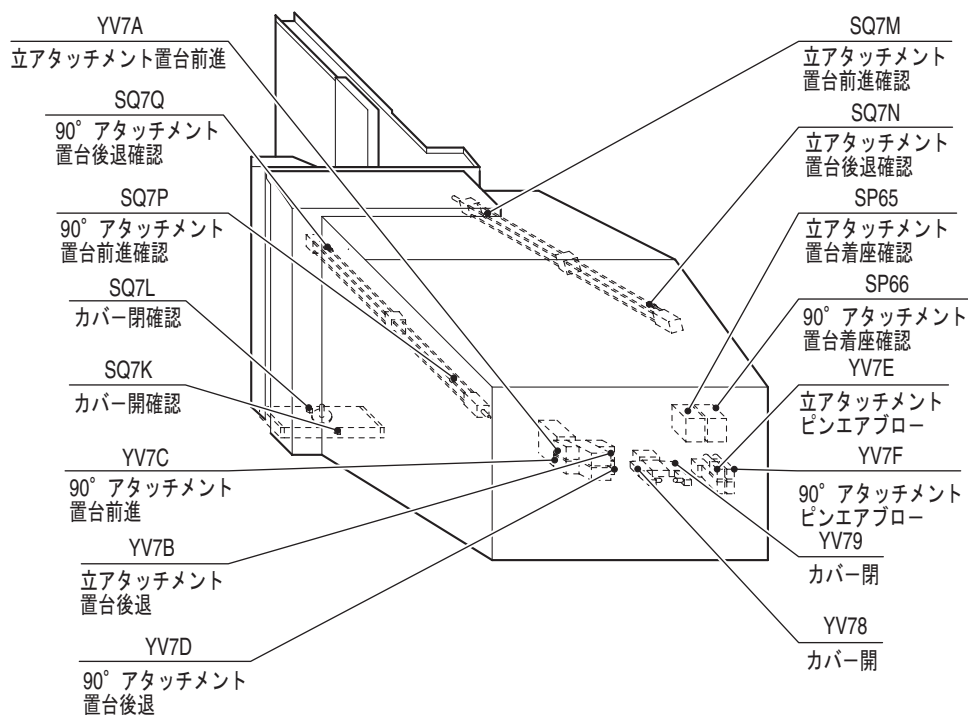 YV7A
立アタッチメント置台前進
SQ7Q
90° アタッチメント
置台後退確認
SQ7P
90° アタッチメント
置台前進確認
SQ7L
カバー閉確認
SQ7K
カバー開確認
YV7C
90° アタッチメント
置台前進
YV7B
立アタッチメント
置台後退
YV7D
90° アタッチメント
置台後退
SQ7M
立アタッチメント
置台前進確認
SQ7N
立アタッチメント
置台後退確認
SP65
立アタッチメント
置台着座確認
SP66
90° アタッチメント
置台着座確認
YV7E
立アタッチメント
ピンエアブロー
YV7F
90° アタッチメント
ピンエアブロー
YV79
カバー閉
YV78
カバー開